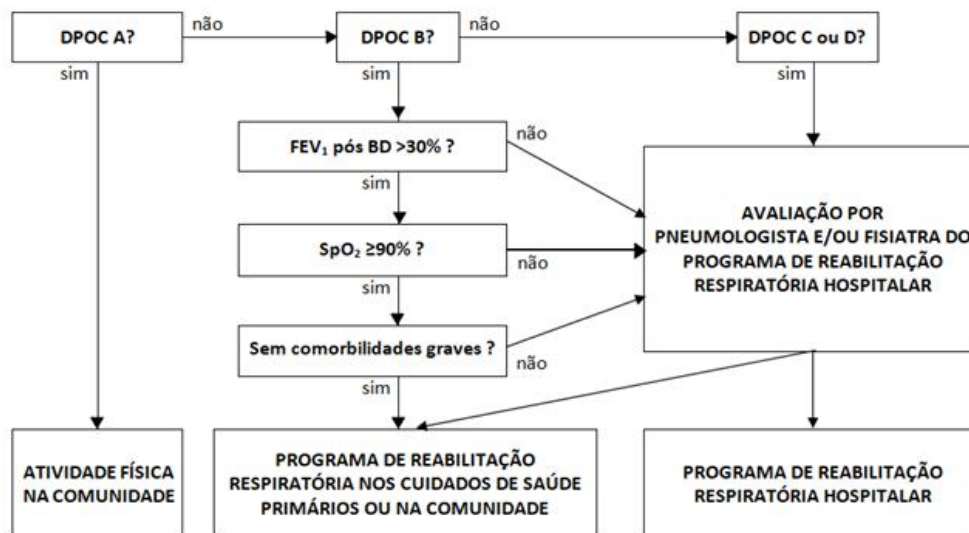 DPOC A?
não
DPOC B?
não
DPOC C ou D?
sim
sim
sim
FEV₁ pós BD >30% ?
não
sim
SpO₂ ≥90% ?
não
sim
Sem comorbilidades graves ?
não
sim
AVALIAÇÃO POR
PNEUMOLOGISTA E/OU FISIATRA DO
PROGRAMA DE REABILITAÇÃO
RESPIRATÓRIA HOSPITALAR
ATIVIDADE FÍSICA
NA COMUNIDADE
PROGRAMA DE REABILITAÇÃO
RESPIRATÓRIA NOS CUIDADOS DE SAÚDE
PRIMÁRIOS OU NA COMUNIDADE
PROGRAMA DE REABILITAÇÃO
RESPIRATÓRIA HOSPITALAR